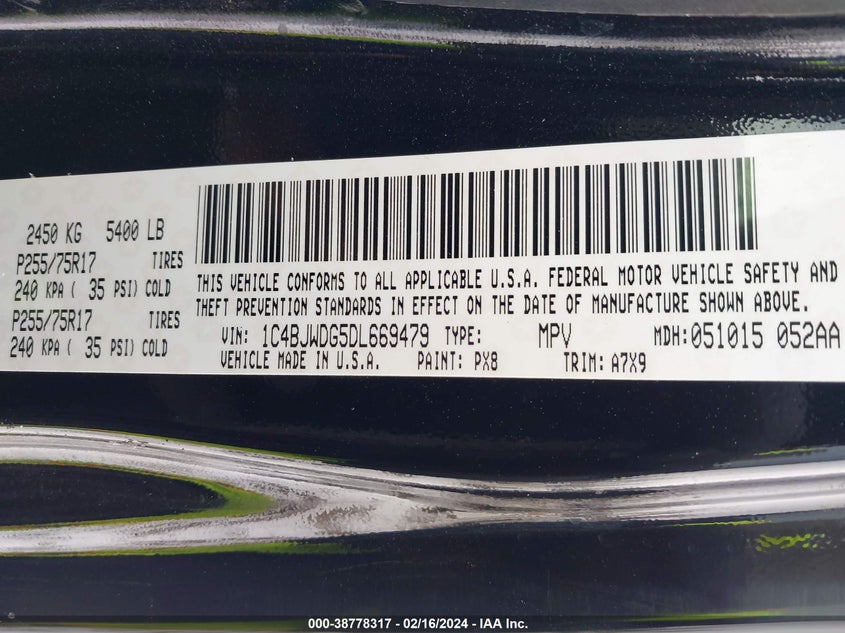 2450 KG 5400 LB
P255/75R17 TIRES
240 KPA ( 35 PSI) COLD
P255/75R17 TIRES
240 KPA ( 35 PSI) COLD
THIS VEHICLE CONFORMS TO ALL APPLICABLE U.S.A. FEDERAL MOTOR VEHICLE SAFETY AND
THEFT PREVENTION STANDARDS IN EFFECT ON THE DATE OF MANUFACTURE SHOWN ABOVE.
VIN: 1C4BJWDG5DL669479 TYPE: MPV MDH:051015 052AA
VEHICLE MADE IN U.S.A. PAINT: PX8 TRIM: A7X9
000-38778317 - 02/16/2024 - IAA Inc.